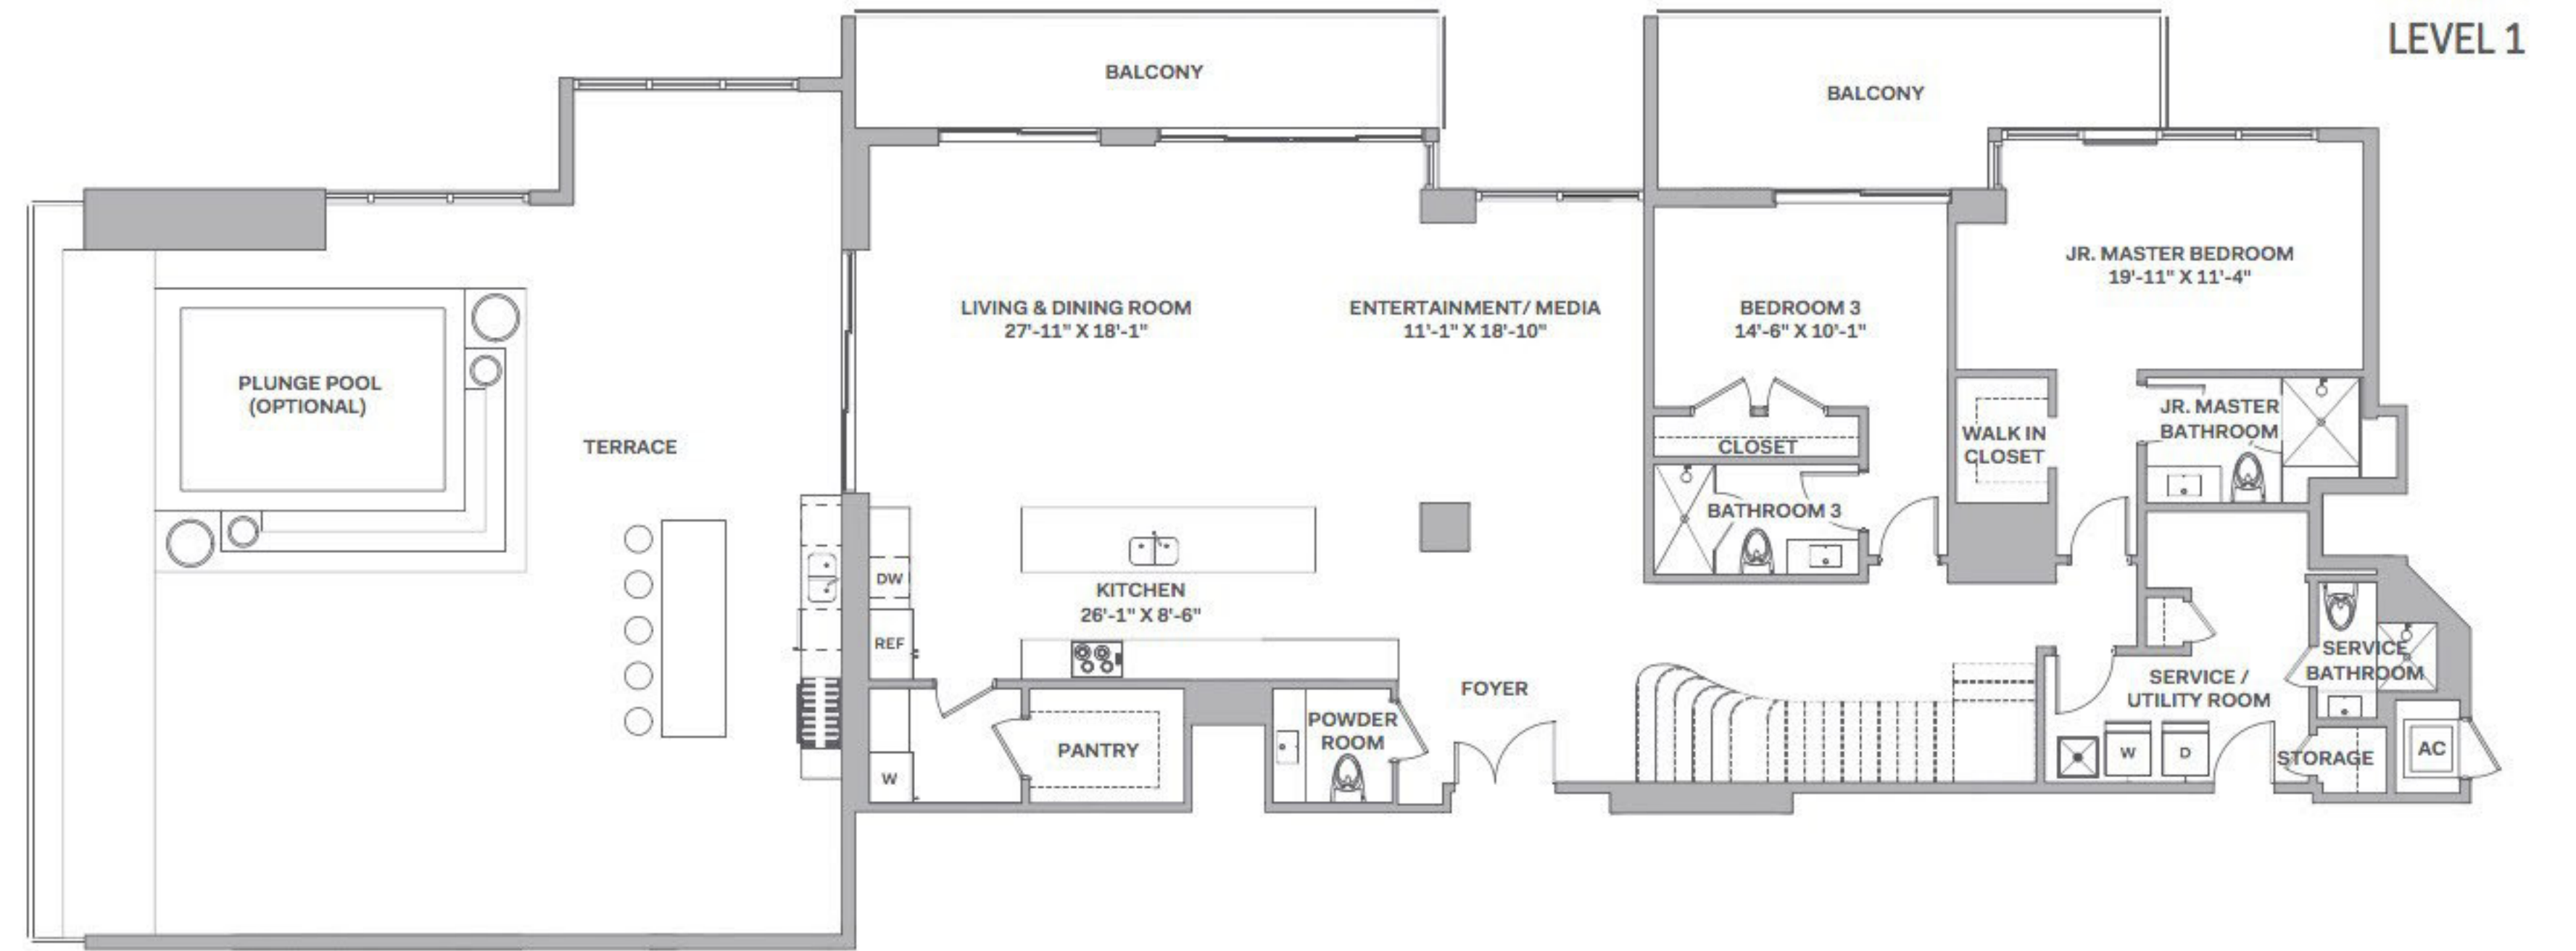 LEVEL 1
BALCONY
BALCONY
JR. MASTER BEDROOM
19'-11" X 11'-4"
LIVING & DINING ROOM
27'-11" X 18'-1"
ENTERTAINMENT/ MEDIA
11'-1" X 18'-10"
BEDROOM 3
14'-6" X 10'-1"
PLUNGE POOL
(OPTIONAL)
TERRACE
CLOSET
WALK IN
CLOSET
JR. MASTER
BATHROOM
BATHROOM 3
DW
KITCHEN
26'-1" X 8'-6"
REF
FOYER
SERVICE
BATHROOM
SERVICE /
UTILITY ROOM
POWDER
ROOM
PANTRY
W
W
D
STORAGE
AC